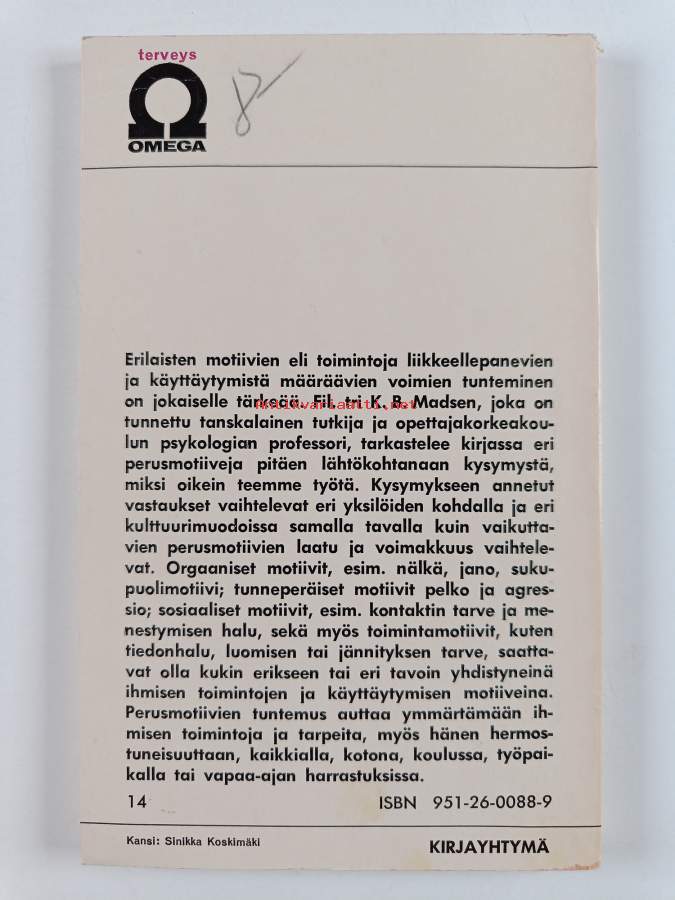 terveys
OMEGA
8-
Erilaisten motiivien eli toimintoja liikkeellepanevien
ja käyttäytymistä määräävien voimien tunteminen
on jokaiselle tärkeää. Fil. tri K. B. Madsen, joka on
antikvariaatti.net
tunnettu tanskalainen tutkija ja opettajakorkeakou-
lun psykologian professori, tarkastelee kirjassa eri
perusmotiiveja pitäen lähtökohtanaan kysymystä,
miksi oikein teemme työtä. Kysymykseen annetut
vastaukset vaihtelevat eri yksilöiden kohdalla ja eri
kulttuurimuodoissa samalla tavalla kuin vaikutta-
vien perusmotiivien laatu ja voimakkuus vaihtele-
vat. Orgaaniset motiivit, esim. nälkä, jano, suku-
puolimotiivi; tunneperäiset motiivit pelko ja agres-
sio; sosiaaliset motiivit, esim. kontaktin tarve ja me-
nestymisen halu, sekä myös toimintamotiivit, kuten
tiedonhalu, luomisen tai jännityksen tarve, saatta-
vat olla kukin erikseen tai eri tavoin yhdistyneinä
ihmisen toimintojen ja käyttäytymisen motiiveina.
Perusmotiivien tuntemus auttaa ymmärtämään ih-
misen toimintoja ja tarpeita, myös hänen hermos-
tuneisuuttaan, kaikkialla, kotona, koulussa, työpai-
kalla tai vapaa-ajan harrastuksissa.
14 ISBN 951-26-0088-9
Kansi: Sinikka Koskimäki KIRJAYHTYMÄ